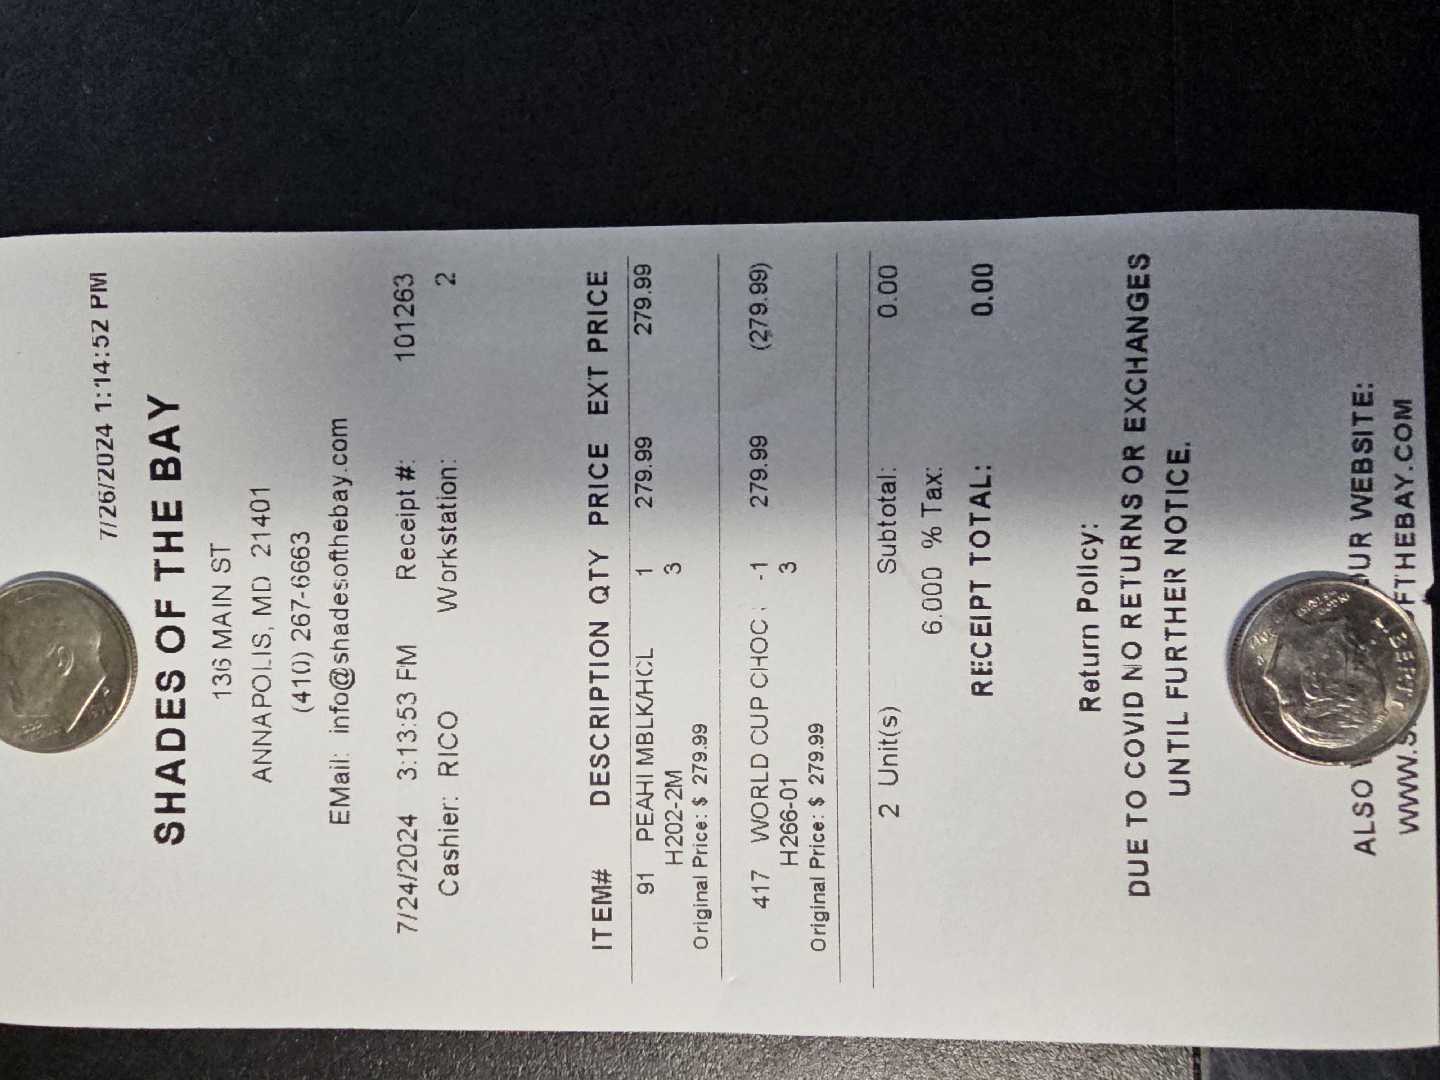 7/26/2024 1:14:52 PM
SHADES OF THE BAY
136 MAIN ST
ANNAPOLIS, MD 21401
(410) 267-6663
EMail: info@shadesofthebay.com
7/24/2024 3:13:53 PM Receipt #: 101263
Cashier: RICO Workstation: 2
ITEM# DESCRIPTION QTY PRICE EXT PRICE
91 PEAHI MBLK/HCL 1 279.99 279.99
H202-2M 3
Original Price: $ 279.99
417 WORLD CUP CHOC -1 279.99 (279.99)
H266-01 3
Original Price: $ 279.99
2 Unit(s) Subtotal: 0.00
6.000 % Tax:
RECEIPT TOTAL: 0.00
Return Policy:
DUE TO COVID NO RETURNS OR EXCHANGES
UNTIL FURTHER NOTICE.
ALSO UR WEBSITE:
WWW.S FTHEBAY.COM